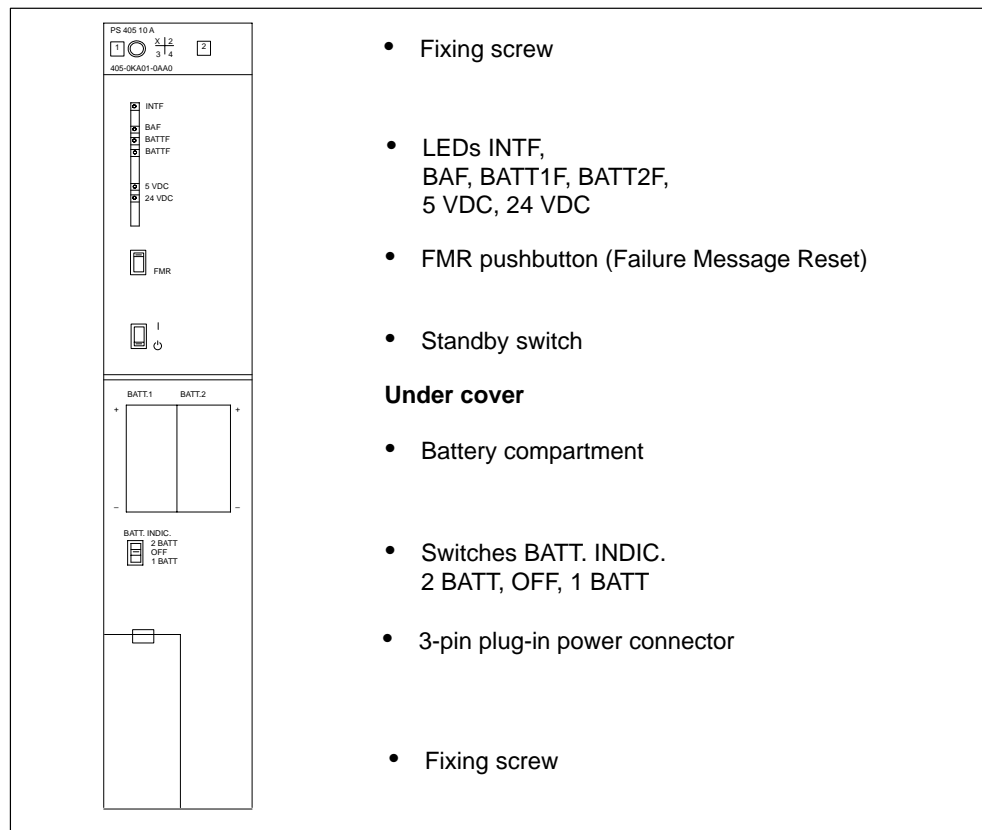 PS 405 10 A
1 X 2 2
3 4
405-0KA01-0AA0
INTF
BAF
BATTF
BATTF
5 VDC
24 VDC
FMR
I
BATT.1 BATT.2
+ +
– –
BATT. INDIC.
2 BATT
OFF
1 BATT
• Fixing screw
• LEDs INTF,
BAF, BATT1F, BATT2F,
5 VDC, 24 VDC
• FMR pushbutton (Failure Message Reset)
• Standby switch
Under cover
• Battery compartment
• Switches BATT. INDIC.
2 BATT, OFF, 1 BATT
• 3-pin plug-in power connector
• Fixing screw